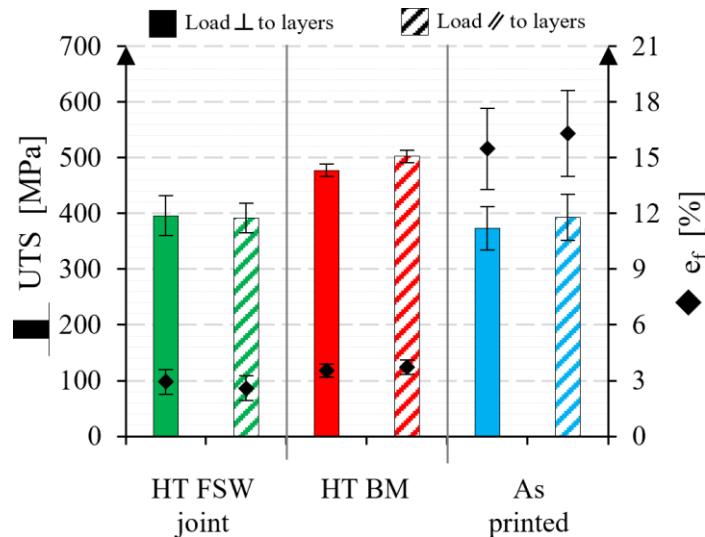 Load ⊥ to layers
Load ∥ to layers
UTS [MPa]
700
600
500
400
300
200
100
0
21
18
15
12
9
6
3
0
e_f [%]
HT FSW
joint
HT BM
As
printed